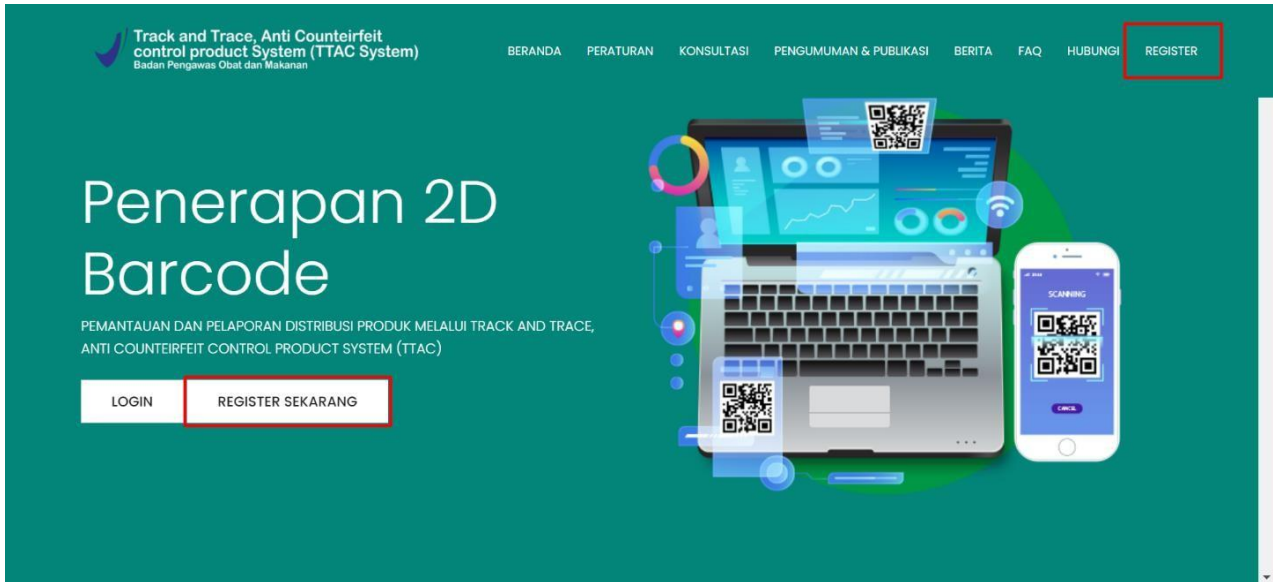 Track and Trace, Anti Counteirfeit
control product System (TTAC System)
Badan Pengawas Obat dan Makanan
BERANDA PERATURAN KONSULTASI PENGUMUMAN & PUBLIKASI BERITA FAQ HUBUNGI REGISTER
Penerapan 2D
Barcode
PEMANTAUAN DAN PELAPORAN DISTRIBUSI PRODUK MELALUI TRACK AND TRACE,
ANTI COUNTEIRFEIT CONTROL PRODUCT SYSTEM (TTAC)
LOGIN REGISTER SEKARANG
SCANNING
CANCEL